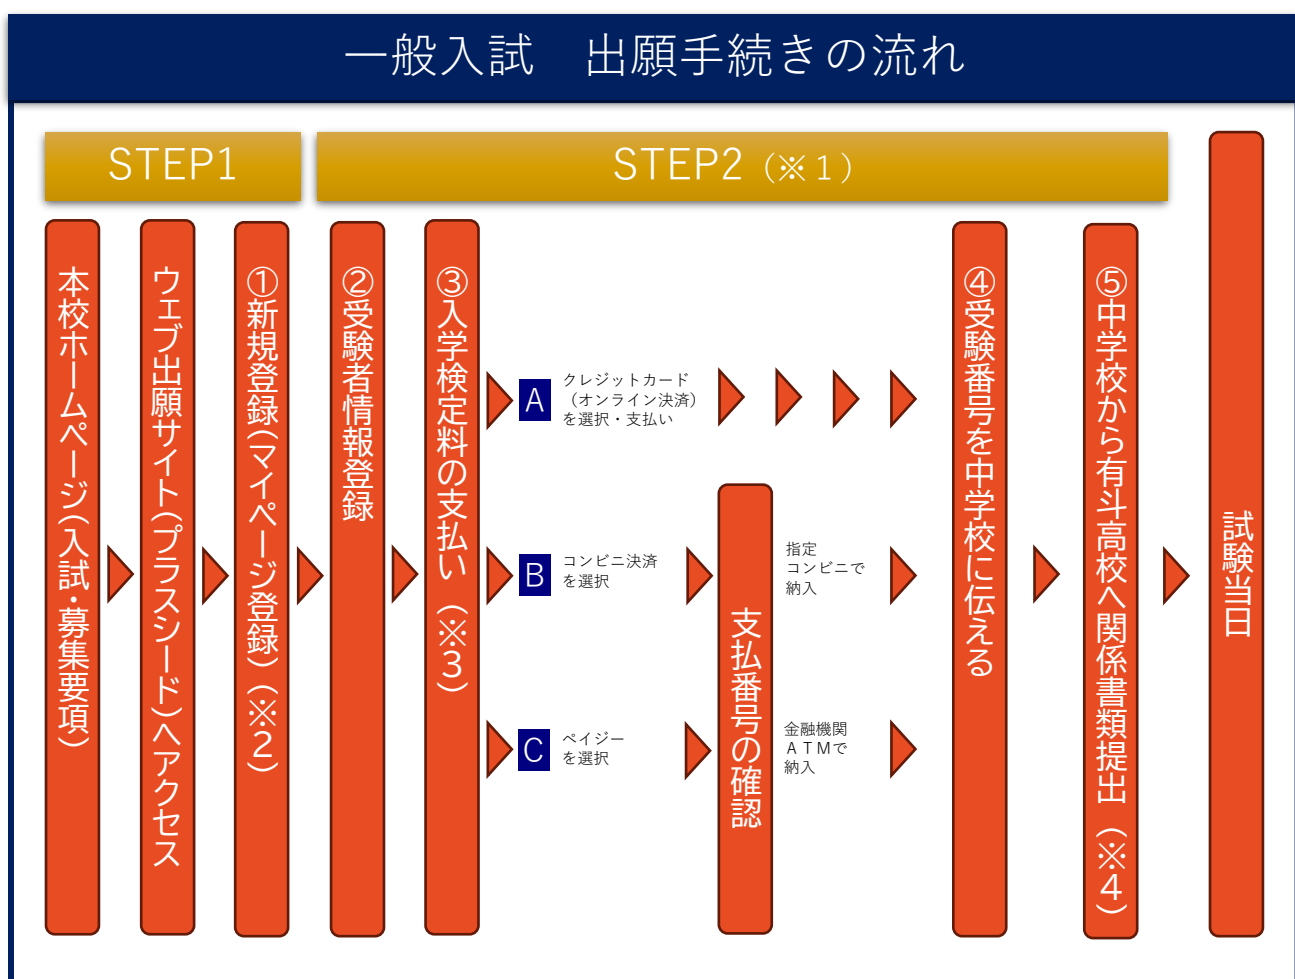 一般入試　出願手続きの流れ
STEP1
STEP2（※１）
本校ホームページ(入試・募集要項)
ウェブ出願サイト(プラスシード)へアクセス
①新規登録(マイページ登録)（※２）
②受験者情報登録
③入学検定料の支払い（※３）
A
クレジットカード
（オンライン決済）
を選択・支払い
B
コンビニ決済
を選択
C
ペイジー
を選択
支払番号の確認
指定
コンビニで
納入
金融機関
ＡＴＭで
納入
④受験番号を中学校に伝える
⑤中学校から有斗高校へ関係書類提出（※４）
試験当日